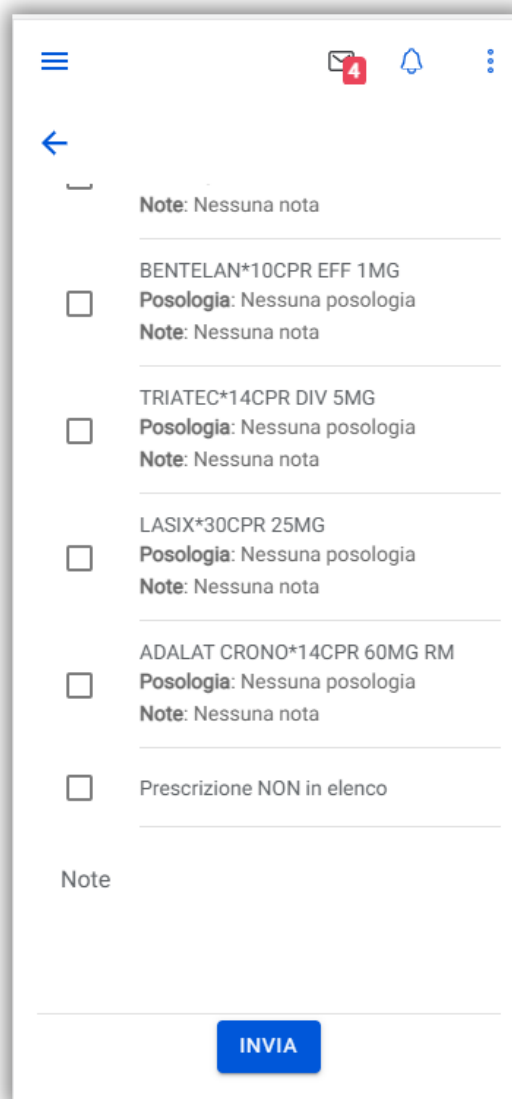 4
Note: Nessuna nota
BENTELAN*10CPR EFF 1MG
Posologia: Nessuna posologia
Note: Nessuna nota
TRIATEC*14CPR DIV 5MG
Posologia: Nessuna posologia
Note: Nessuna nota
LASIX*30CPR 25MG
Posologia: Nessuna posologia
Note: Nessuna nota
ADALAT CRONO*14CPR 60MG RM
Posologia: Nessuna posologia
Note: Nessuna nota
Prescrizione NON in elenco
Note
INVIA